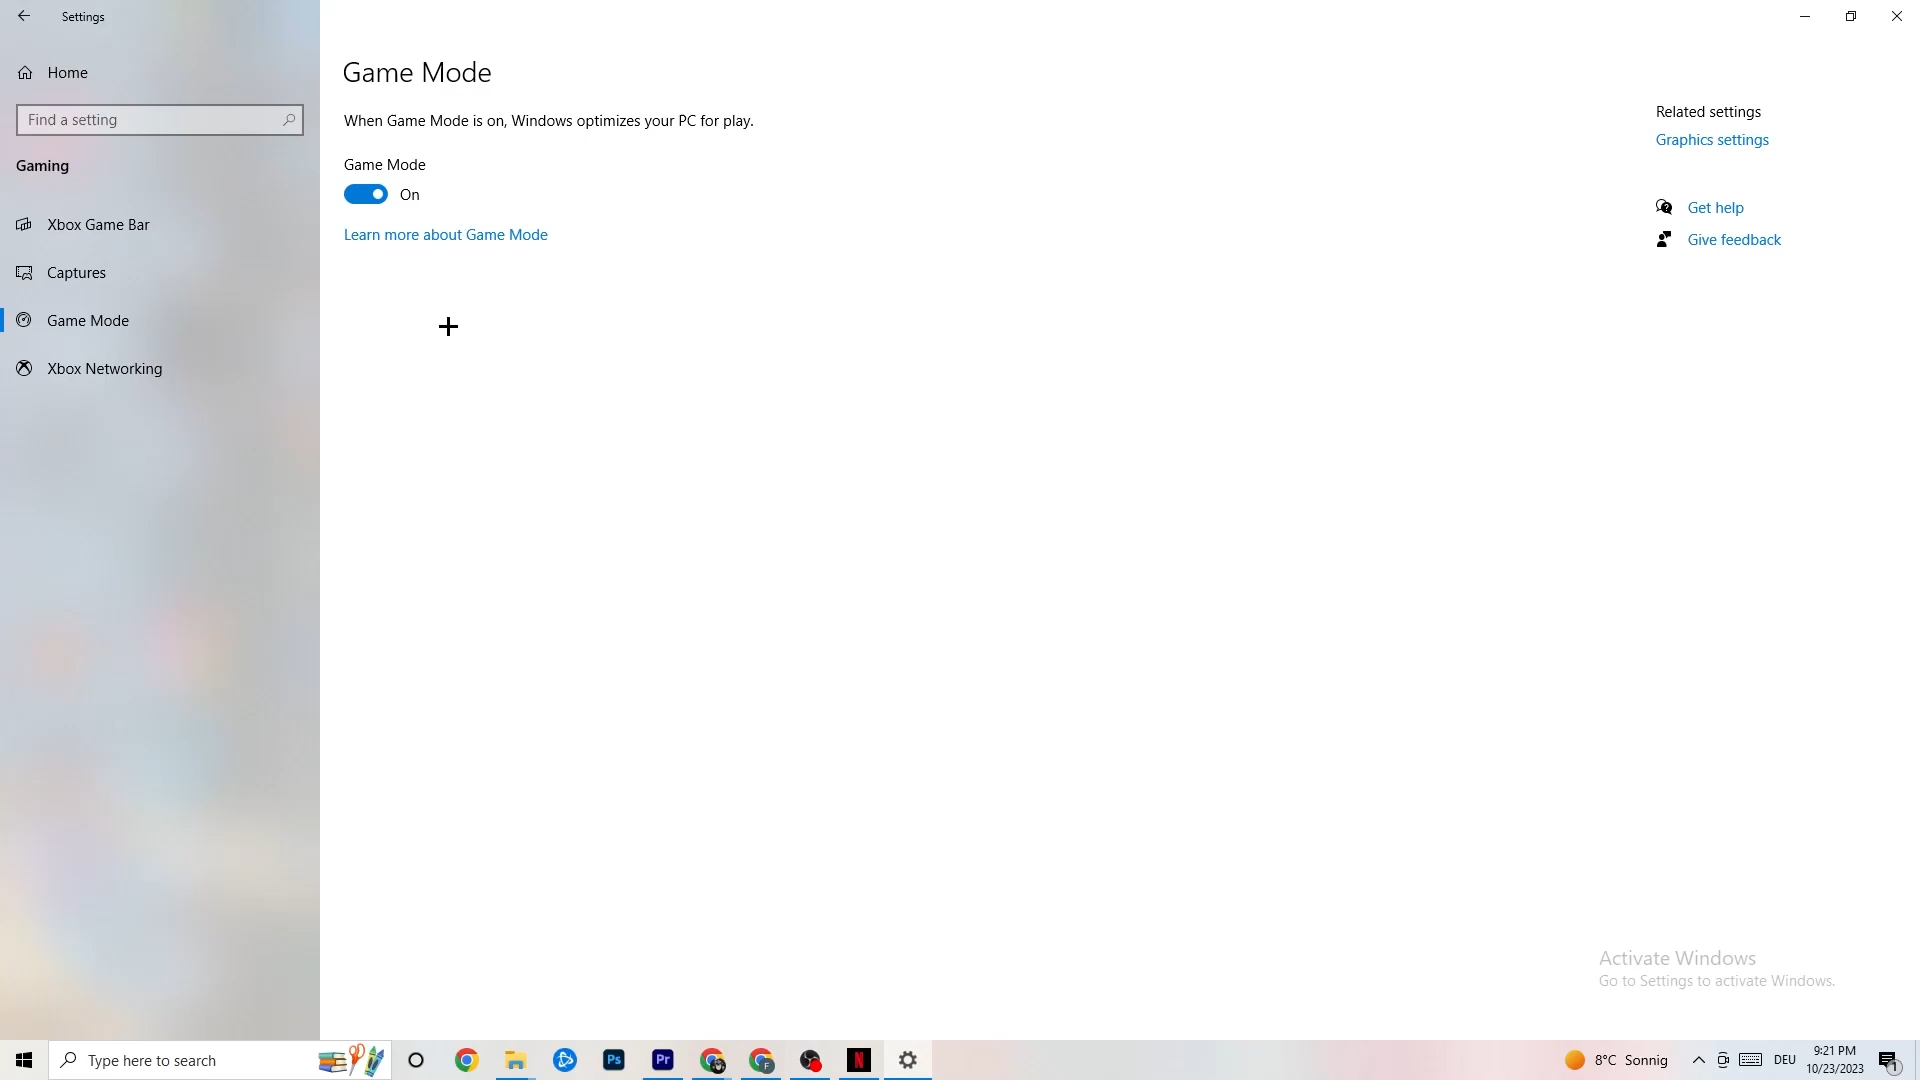 Settings
Home
Find a setting
Gaming
Xbox Game Bar
Captures
Game Mode
Xbox Networking
Game Mode
When Game Mode is on, Windows optimizes your PC for play.
Game Mode
On
Learn more about Game Mode
Related settings
Graphics settings
Get help
Give feedback
Activate Windows
Go to Settings to activate Windows.
Type here to search
Ps
Pr
F
N
8°C Sonnig
DEU
9:21 PM
10/23/2023
1